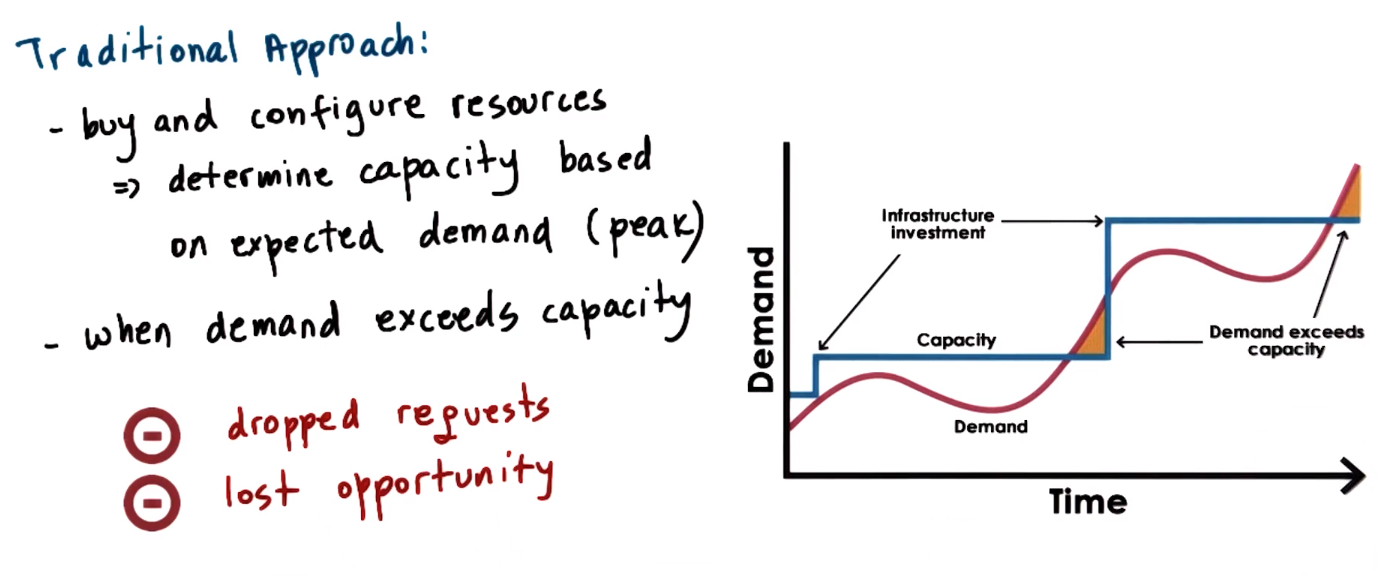 Traditional Approach:
- buy and configure resources
=> determine capacity based
on expected demand (peak)
- when demand exceeds capacity
dropped requests
lost opportunity
Demand
Infrastructure
investment
Capacity
Demand
Demand exceeds
capacity
Time